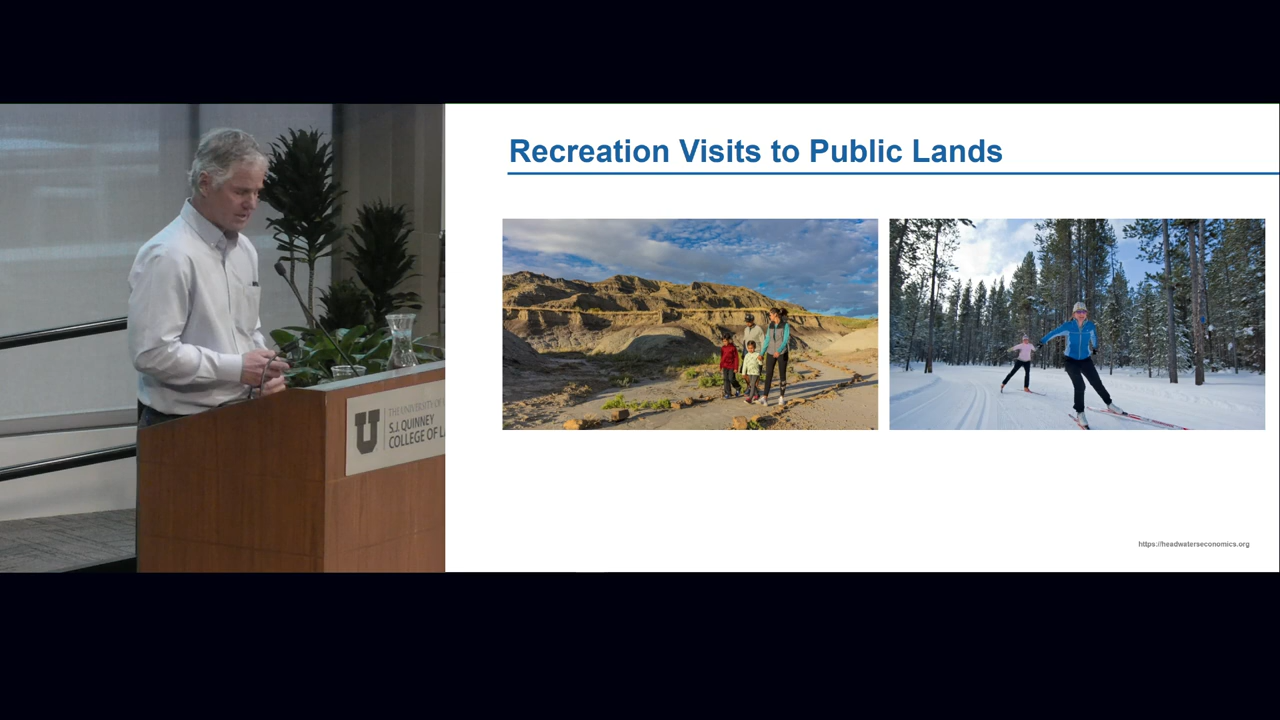 Recreation Visits to Public Lands
U
THE UNIVERSITY OF
S.J. QUINNEY
COLLEGE OF
https://headwaterseconomics.org